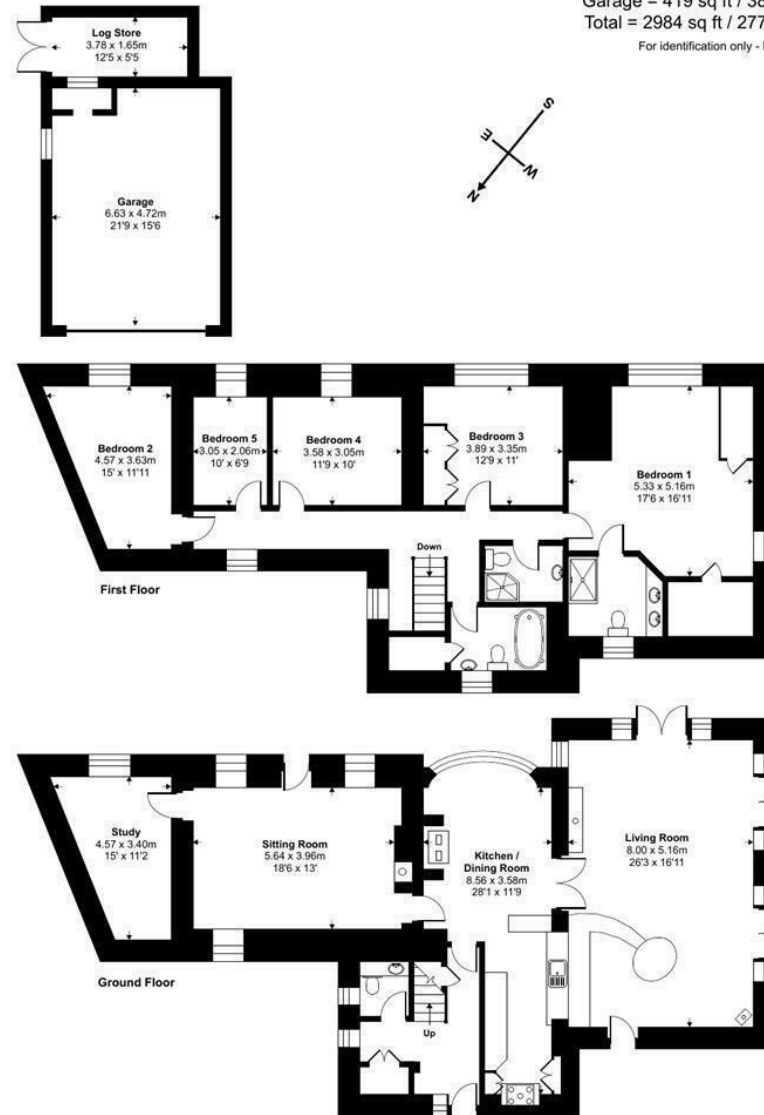 Garage = 419 sq ft / 38
Total = 2984 sq ft / 277
For identification only -
Log Store
3.78 x 1.65m
12'5 x 5'5
S
E
W
N
Garage
6.63 x 4.72m
21'9 x 15'6
Bedroom 2
4.57 x 3.63m
15' x 11'11
Bedroom 5
3.05 x 2.06m
10' x 6'9
Bedroom 4
3.58 x 3.05m
11'9 x 10'
Bedroom 3
3.89 x 3.35m
12'9 x 11'
Bedroom 1
5.33 x 5.16m
17'6 x 16'11
Down
First Floor
Study
4.57 x 3.40m
15' x 11'2
Sitting Room
5.64 x 3.96m
18'6 x 13'
Kitchen /
Dining Room
8.56 x 3.58m
28'1 x 11'9
Living Room
8.00 x 5.16m
26'3 x 16'11
Ground Floor
Up